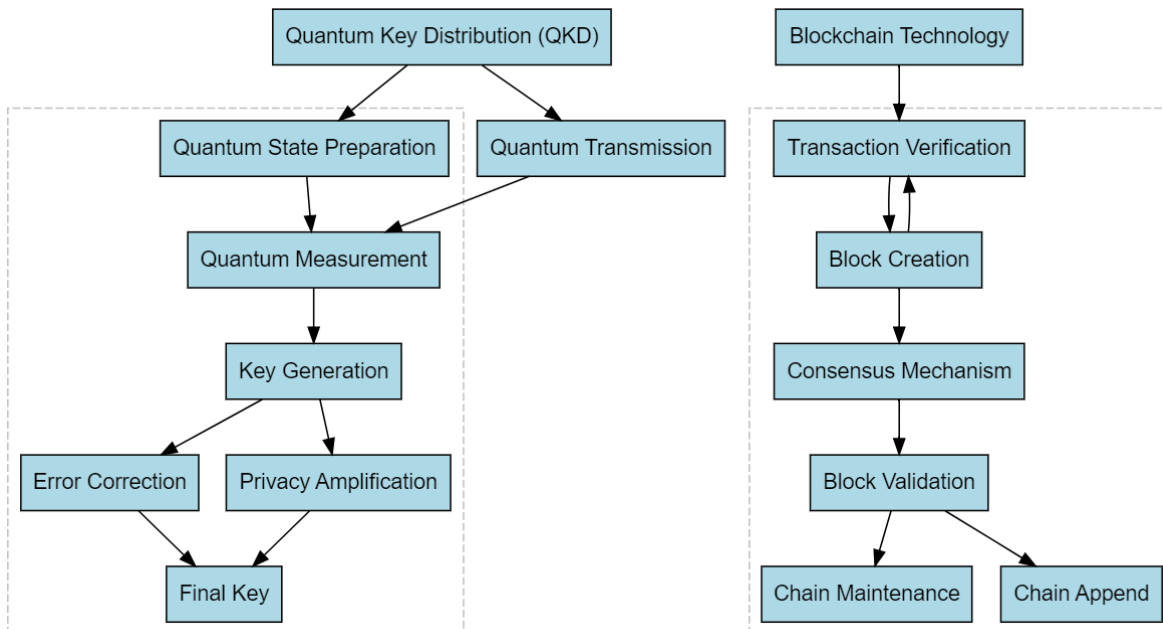 Quantum Key Distribution (QKD)
Blockchain Technology
Quantum State Preparation
Quantum Transmission
Transaction Verification
Quantum Measurement
Block Creation
Key Generation
Consensus Mechanism
Error Correction
Privacy Amplification
Block Validation
Final Key
Chain Maintenance
Chain Append